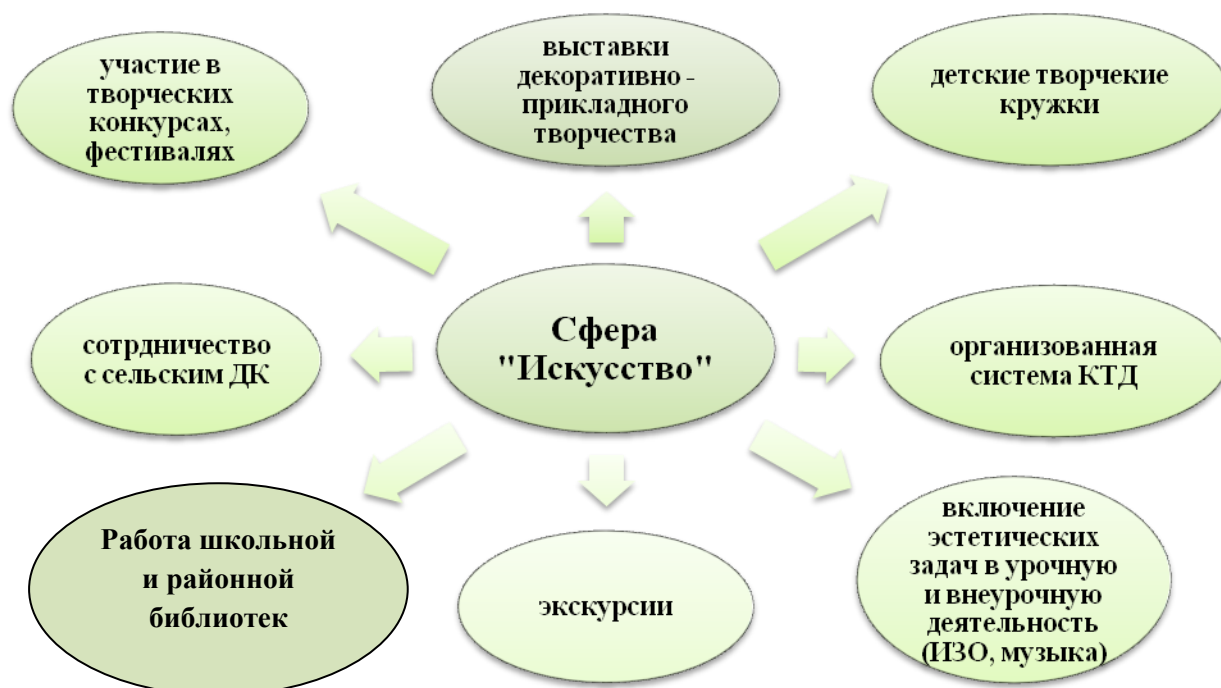 участие в
творческих
конкурсах,
фестивалях
выставки
декоративно -
прикладного
творчества
детские творчекие
кружки
сотрдничество
с сельским ДК
Сфера
"Искусство"
организованная
система КТД
Работа школьной
и районной
библиотек
экскурсии
включение
эстетических
задач в урочную
и внеурочную
деятельность
(ИЗО, музыка)